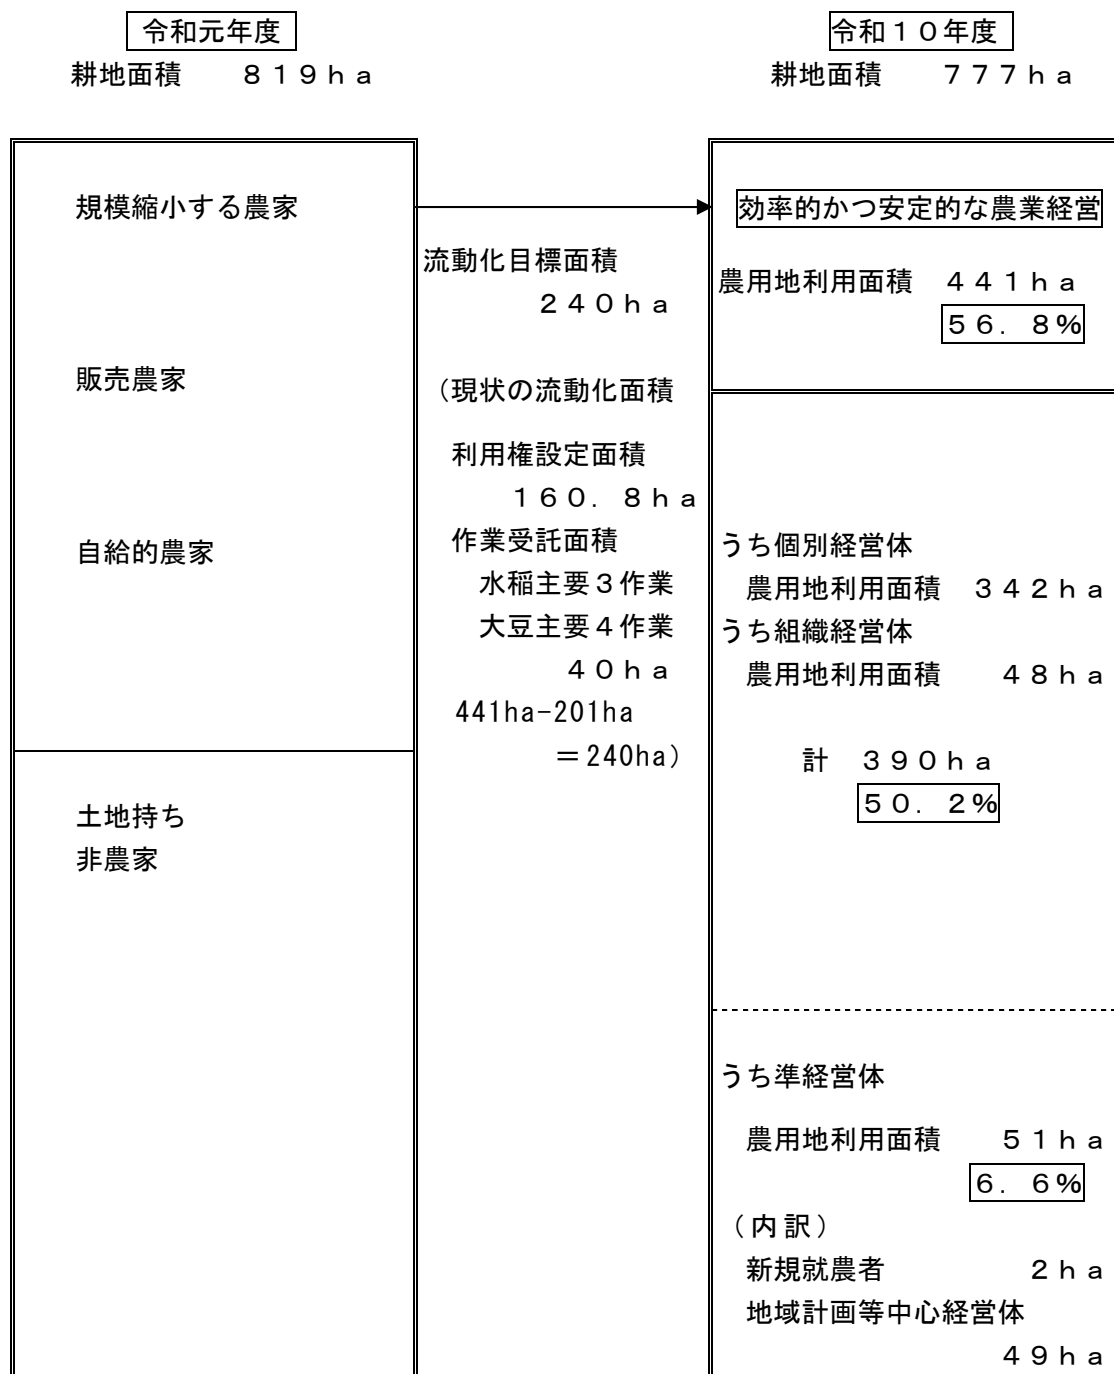 令和元年度
耕地面積　８１９ｈａ
令和１０年度
耕地面積　７７７ｈａ
規模縮小する農家
販売農家
自給的農家
土地持ち
非農家
流動化目標面積
２４０ｈａ
（現状の流動化面積
利用権設定面積
１６０．８ｈａ
作業受託面積
水稲主要３作業
大豆主要４作業
４０ｈａ
441ha−201ha
＝240ha）
効率的かつ安定的な農業経営
農用地利用面積　４４１ｈａ
５６．８％
うち個別経営体
農用地利用面積　３４２ｈａ
うち組織経営体
農用地利用面積　４８ｈａ
計　３９０ｈａ
５０．２％
うち準経営体
農用地利用面積　５１ｈａ
６．６％
（内訳）
新規就農者　２ｈａ
地域計画等中心経営体
４９ｈａ